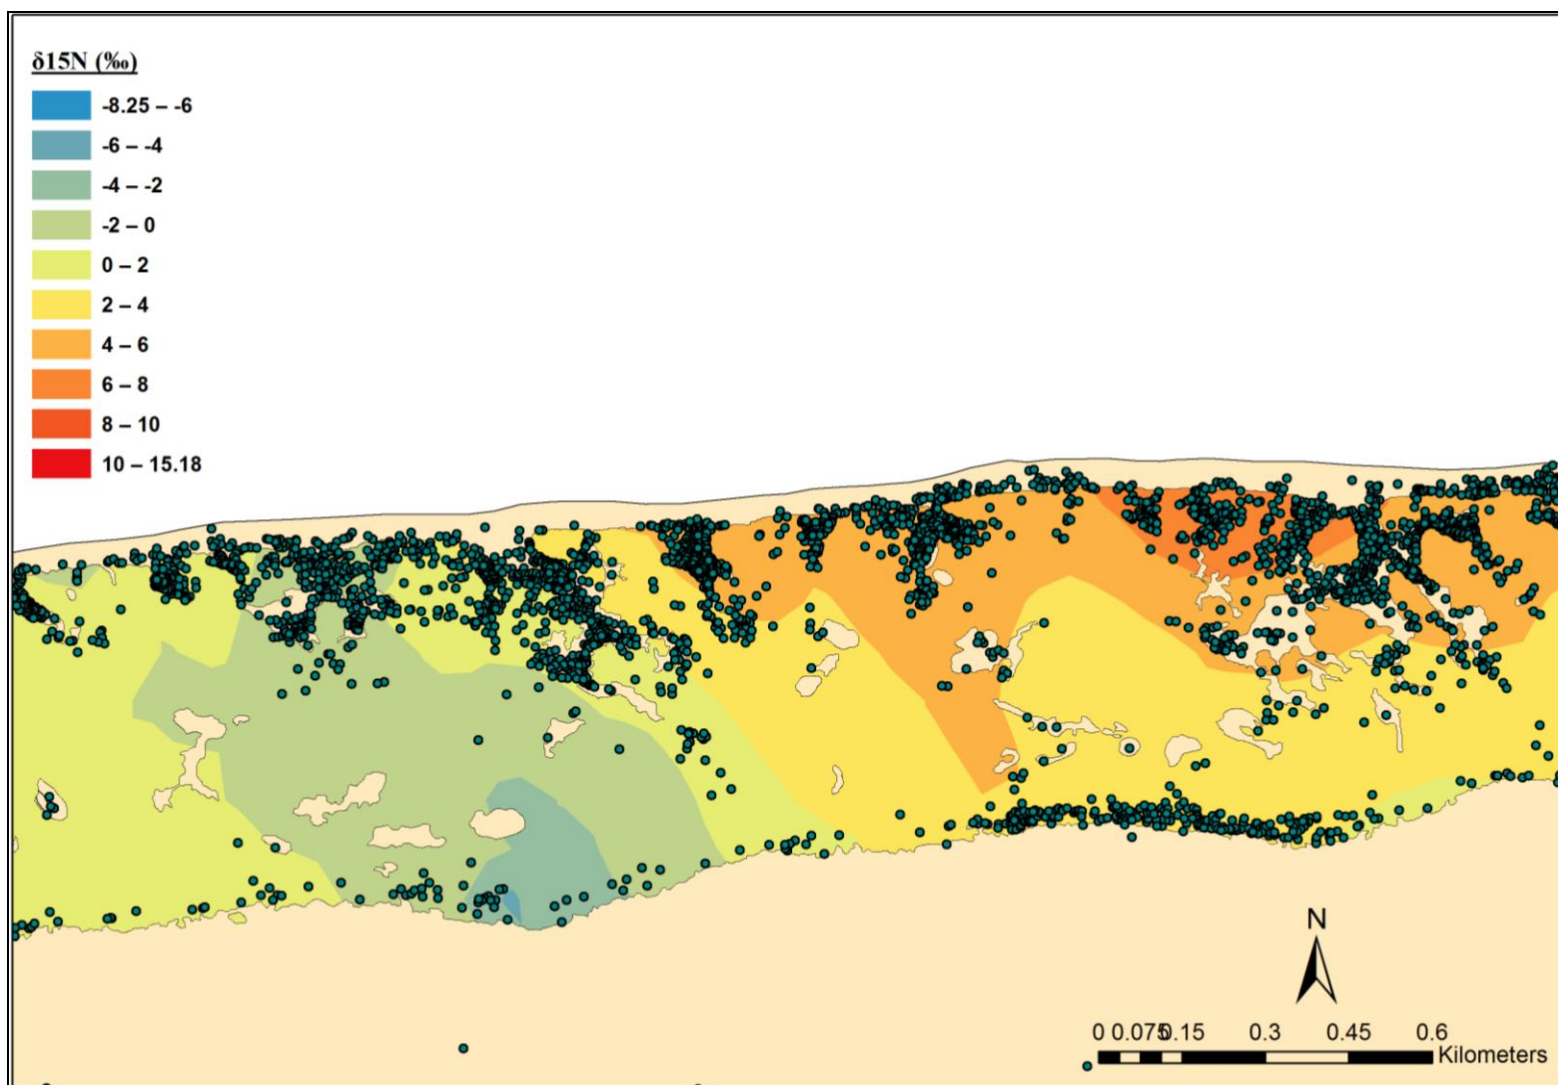 δ15N (‰)
-8.25 – -6
-6 – -4
-4 – -2
-2 – 0
0 – 2
2 – 4
4 – 6
6 – 8
8 – 10
10 – 15.18
N
0 0.075 0.15 0.3 0.45 0.6
Kilometers